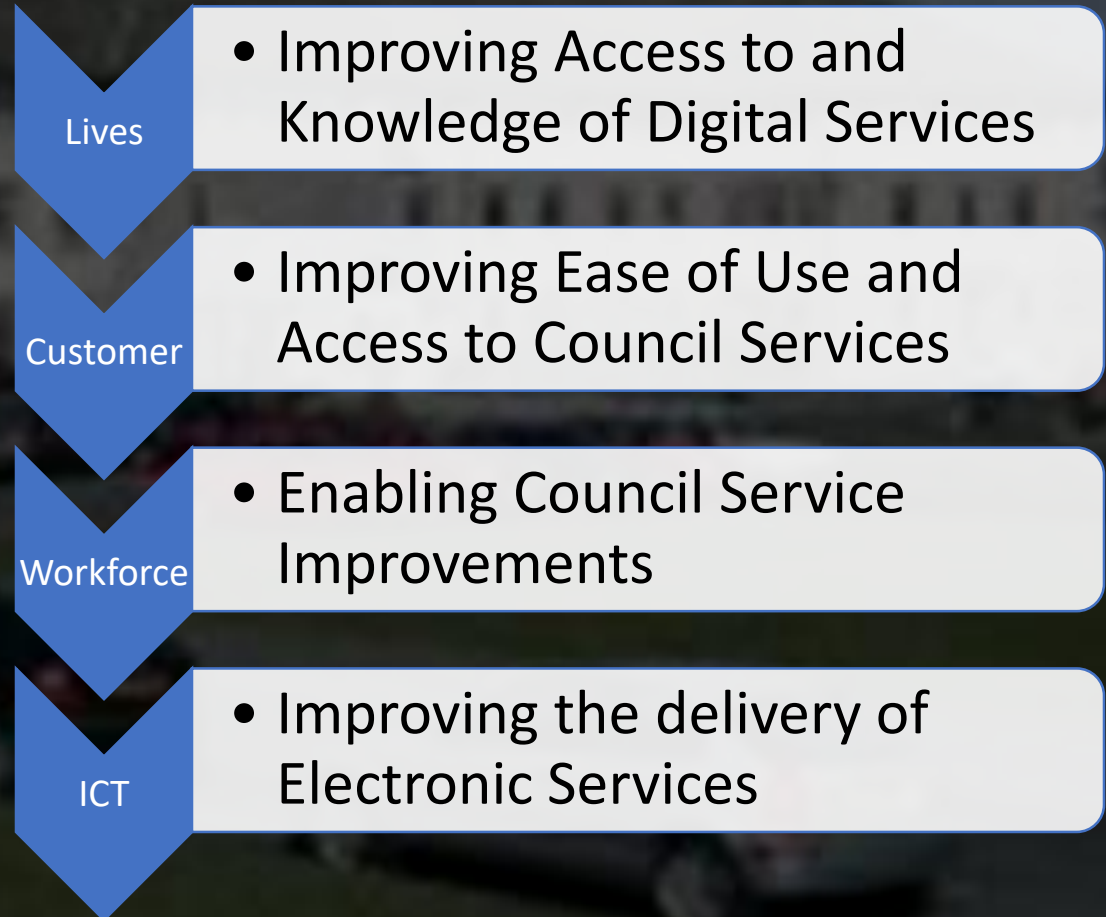 Lives
• Improving Access to and
Knowledge of Digital Services
Customer
• Improving Ease of Use and
Access to Council Services
Workforce
• Enabling Council Service
Improvements
ICT
• Improving the delivery of
Electronic Services